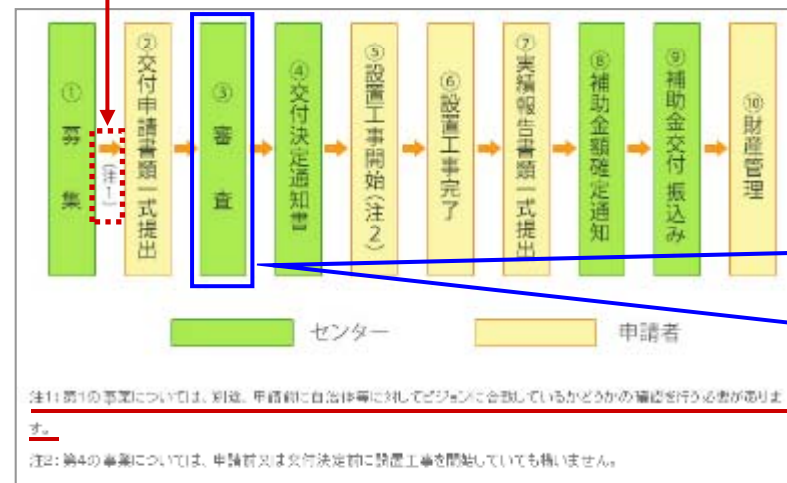 ① 募集
(注1)
② 交付申請書類一式提出
③ 審査
④ 交付決定通知書
⑤ 設置工事開始(注2)
⑥ 設置工事完了
⑦ 実績報告書類一式提出
⑧ 補助金額確定通知
⑨ 補助金交付 振込み
⑩ 財産管理
センター
申請者
注1：第1の事業については、別途、申請前に自治体等に対してビジョンに合致しているかどうかの確認を行う必要がありま
す。
注2：第4の事業については、申請前又は交付決定前に設置工事を開始していても構いません。